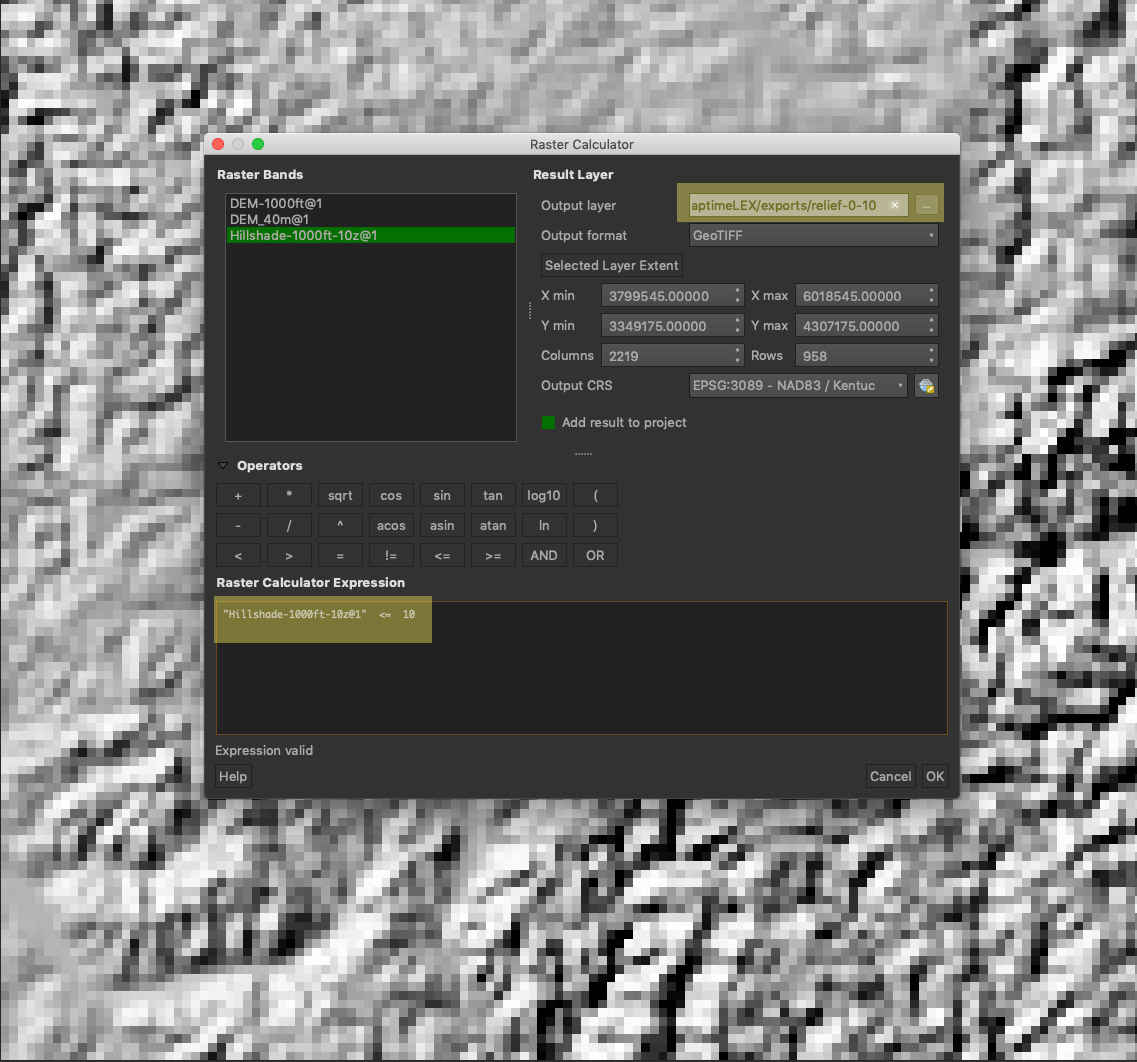 Raster Calculator
Raster Bands
DEM-1000ft@1
DEM_40m@1
Hillshade-1000ft-10z@1
Result Layer
Output layer aptimeLEX/exports/relief-0-10 ...
Output format GeoTIFF
Selected Layer Extent
X min 3799545.00000 X max 6018545.00000
Y min 3349175.00000 Y max 4307175.00000
Columns 2219 Rows 958
Output CRS EPSG:3089 - NAD83 / Kentuc
Add result to project
Operators
+ * sqrt cos sin tan log10 (
- / ^ acos asin atan ln )
< > = != <= >= AND OR
Raster Calculator Expression
"Hillshade-1000ft-10z@1" <= 10
Expression valid
Help Cancel OK